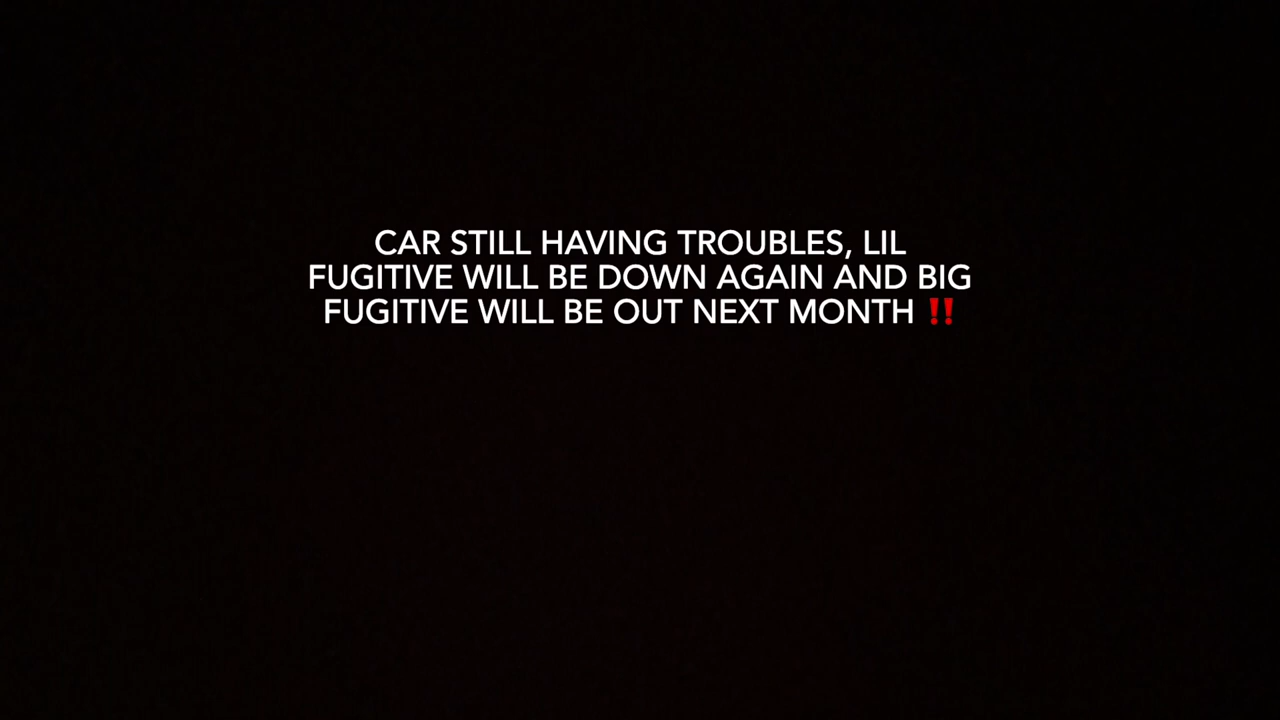 CAR STILL HAVING TROUBLES, LIL
FUGITIVE WILL BE DOWN AGAIN AND BIG
FUGITIVE WILL BE OUT NEXT MONTH ‼️